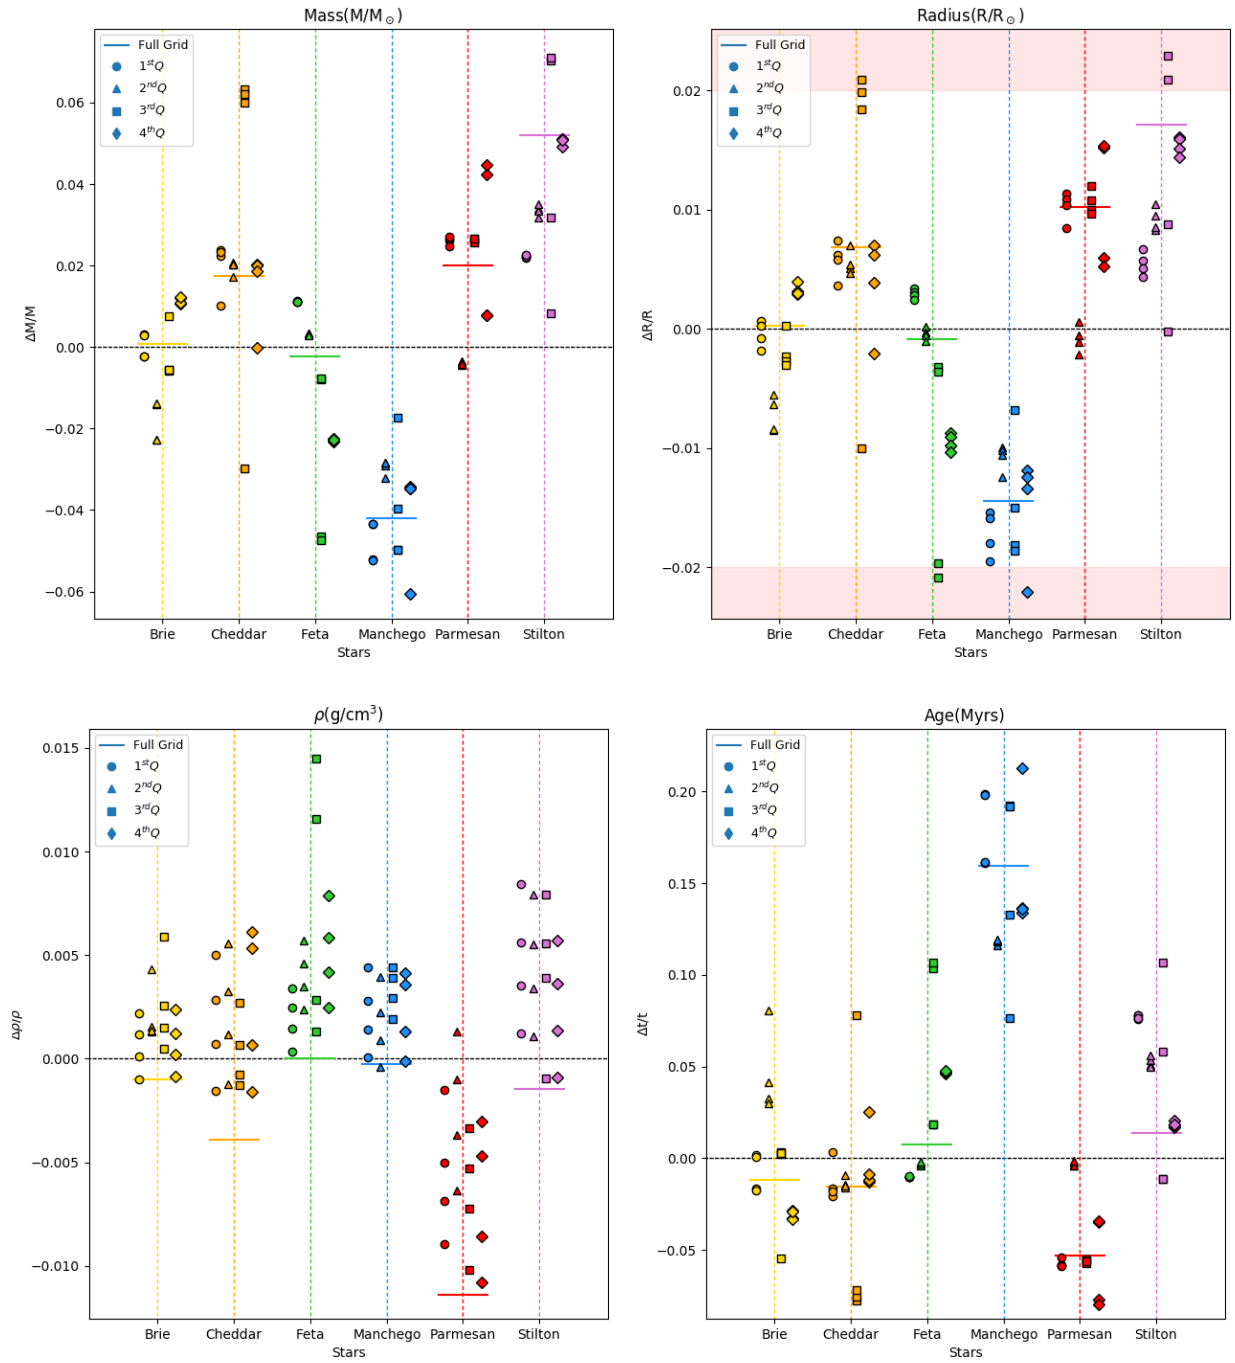 Mass(M/M⊙)
Full Grid
1ˢᵗQ
2ⁿᵈQ
3ʳᵈQ
4ᵗʰQ
ΔM/M
0.06
0.04
0.02
0.00
−0.02
−0.04
−0.06
Brie Cheddar Feta Manchego Parmesan Stilton
Stars
Radius(R/R⊙)
Full Grid
1ˢᵗQ
2ⁿᵈQ
3ʳᵈQ
4ᵗʰQ
ΔR/R
0.02
0.01
0.00
−0.01
−0.02
Brie Cheddar Feta Manchego Parmesan Stilton
Stars
ρ(g/cm³)
Full Grid
1ˢᵗQ
2ⁿᵈQ
3ʳᵈQ
4ᵗʰQ
Δρ/ρ
0.015
0.010
0.005
0.000
−0.005
−0.010
Brie Cheddar Feta Manchego Parmesan Stilton
Stars
Age(Myrs)
Full Grid
1ˢᵗQ
2ⁿᵈQ
3ʳᵈQ
4ᵗʰQ
Δt/t
0.20
0.15
0.10
0.05
0.00
−0.05
Brie Cheddar Feta Manchego Parmesan Stilton
Stars